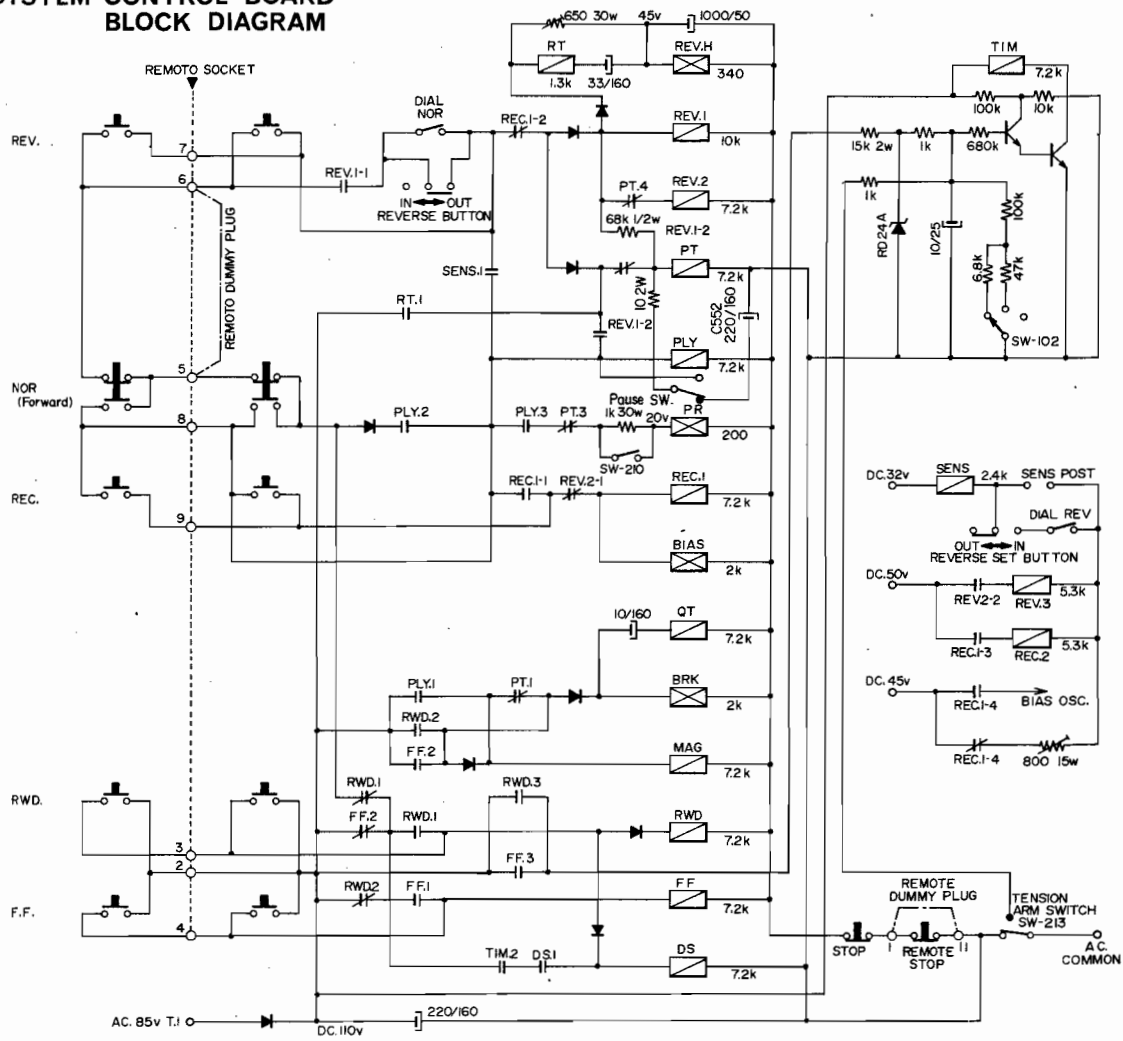 SYSTEM CONTROL BOARD
BLOCK DIAGRAM
REMOTO SOCKET
REV.
7
6
REMOTO DUMMY PLUG
NOR
(Forward)
5
8
REC.
9
RWD.
3
2
F.F.
4
REV.1-1
DIAL
NOR
IN OUT
REVERSE BUTTON
REC.1-2
SENS.1
RT.1
650 30w
45v
1000/50
RT
1.3k
33/160
REV.H
340
REV.1
10k
PT.4
REV.2
7.2k
68k 1/2w
REV.1-2
PT
7.2k
10 2W
C552
220/160
REV.1-2
PLY
7.2k
Pause SW.
PLY.2
PLY.3
PT.3
1k 30w
20v
PR
200
SW-210
REC.1-1
REV.2-1
REC.1
7.2k
BIAS
2k
10/160
QT
7.2k
PLY.1
PT.1
BRK
2k
RWD.2
FF.2
MAG
7.2k
RWD.1
RWD.3
FF.2
RWD.1
RWD
7.2k
FF.3
RWD.2
FF.1
FF
7.2k
TIM.2
DS.1
DS
7.2k
AC. 85v T.1
DC.110v
220/160
TIM
7.2k
100k
10k
15k 2w
1k
680k
1k
RD24A
10/25
100k
6.8k
47k
SW-102
DC.32v
SENS
2.4k
SENS POST
DIAL REV
OUT IN
REVERSE SET BUTTON
DC.50v
REV2-2
REV.3
5.3k
REC.1-3
REC.2
5.3k
DC.45v
REC.1-4
BIAS OSC.
REC.1-4
800 15w
REMOTE
DUMMY PLUG
TENSION
ARM SWITCH
SW-213
STOP
1
REMOTE
STOP
11
A.C.
COMMON